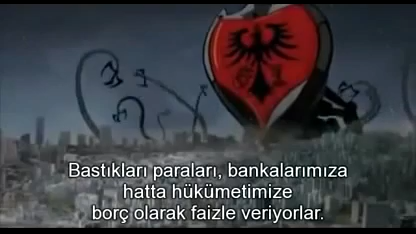 Bastıkları paraları, bankalarımıza
hatta hükümetimize
borç olarak faizle veriyorlar.